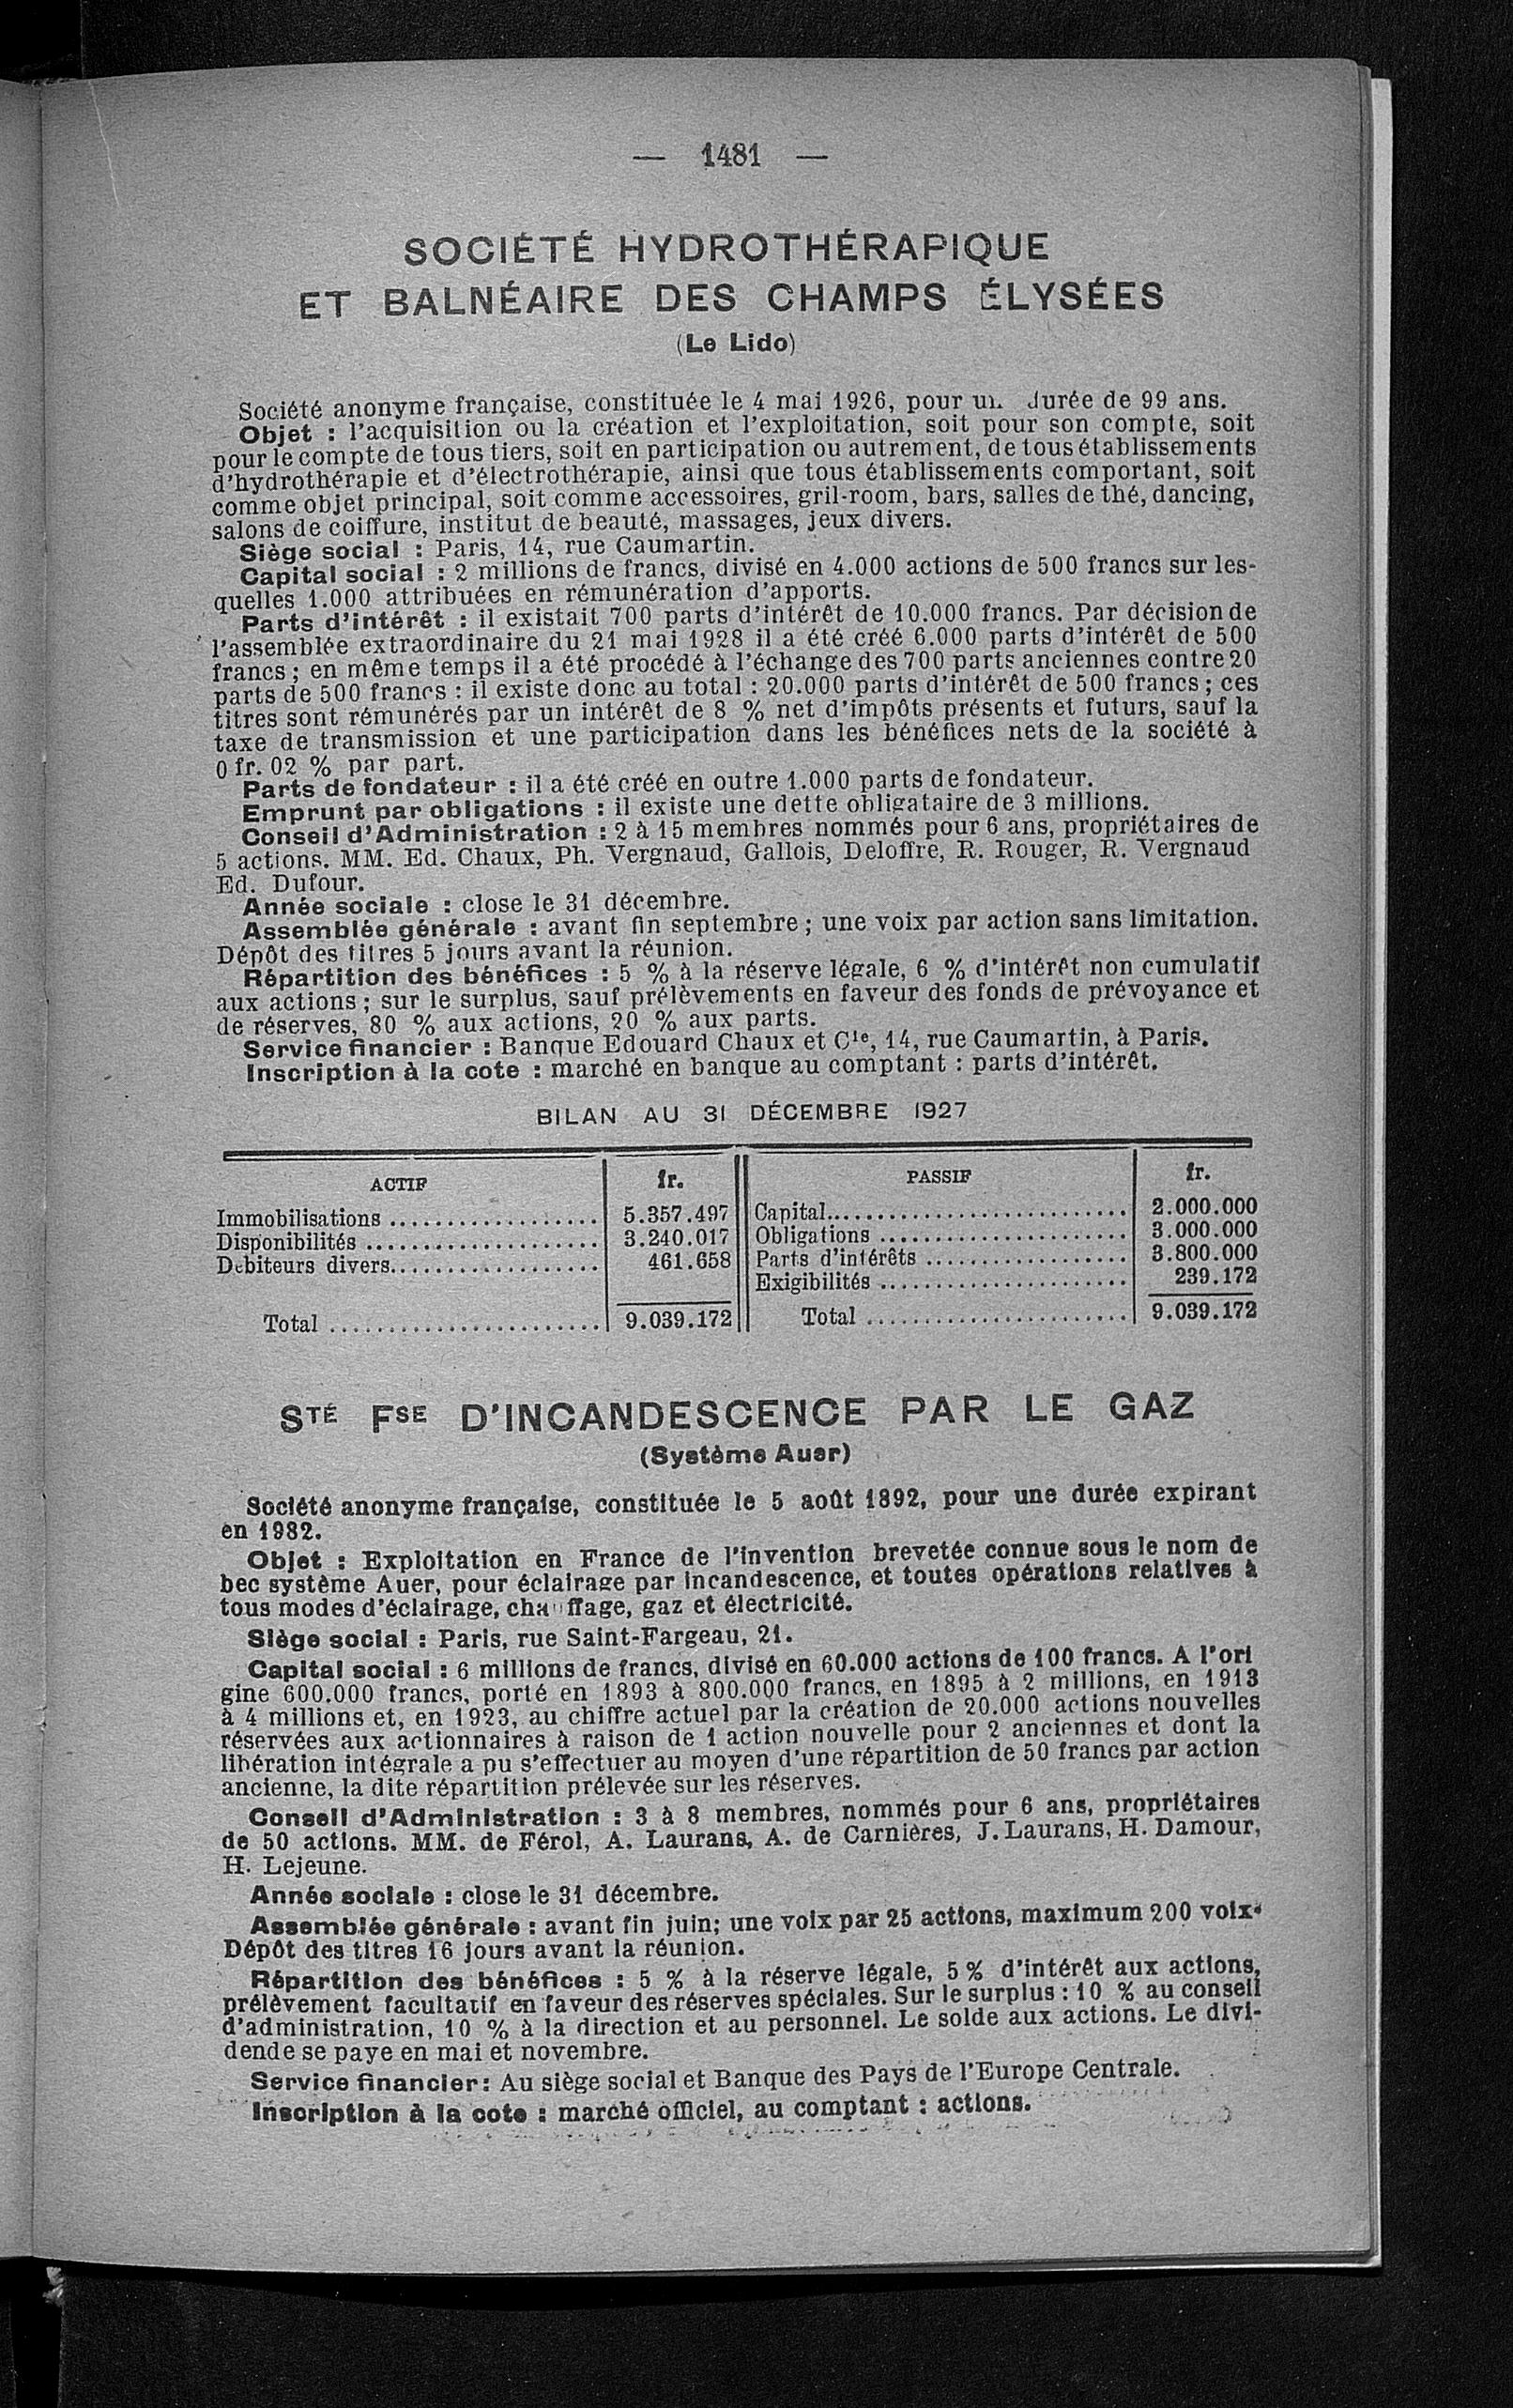 — 1481 —
SOCIÉTÉ HYDROTHÉRAPIQUE
ET BALNÉAIRE DES CHAMPS ÉLYSÉES
(Le Lido)
Société anonyme française, constituée le 4 mai 1926, pour durée de 99 ans.
Objet : l'acquisition ou la création et l'exploitation, soit pour son compte, soit
pour le compte de tous tiers, soit en participation ou autrement, de tous établissements
d'hydrothérapie et d'électrothérapie, ainsi que tous établissements comportant, soit
comme objet principal, soit comme accessoires, gril-room, bars, salles de thé, dancing,
salons de coiffure, institut de beauté, massages, jeux divers.
Siège social : Paris, 14, rue Caumartin.
Capital social : 2 millions de francs, divisé en 4.000 actions de 500 francs sur les-
quelles 1.000 attribuées en rémunération d'apports.
Parts d'intérêt : il existait 700 parts d'intérêt de 10.000 francs. Par décision de
l'assemblée extraordinaire du 21 mai 1928 il a été créé 6.000 parts d'intérêt de 500
francs ; en même temps il a été procédé à l'échange des 700 parts anciennes contre 20
parts de 500 francs : il existe donc au total : 20.000 parts d'intérêt de 500 francs ; ces
titres sont rémunérés par un intérêt de 8 % net d'impôts présents et futurs, sauf la
taxe de transmission et une participation dans les bénéfices nets de la société à
0 fr. 02 % par part.
Parts de fondateur : il a été créé en outre 1.000 parts de fondateur.
Emprunt par obligations : il existe une dette obligataire de 3 millions.
Conseil d'Administration : 2 à 15 membres nommés pour 6 ans, propriétaires de
5 actions. MM. Ed. Chaux, Ph. Vergnaud, Gallois, Deloffre, R. Rouger, R. Vergnaud
Ed. Dufour.
Année sociale : close le 31 décembre.
Assemblée générale : avant fin septembre ; une voix par action sans limitation.
Dépôt des titres 5 jours avant la réunion.
Répartition des bénéfices : 5 % à la réserve légale, 6 % d'intérêt non cumulatif
aux actions ; sur le surplus, sauf prélèvements en faveur des fonds de prévoyance et
de réserves, 80 % aux actions, 20 % aux parts.
Service financier : Banque Edouard Chaux et Cie, 14, rue Caumartin, à Paris.
Inscription à la cote : marché en banque au comptant : parts d'intérêt.
BILAN AU 31 DÉCEMBRE 1927
ACTIF fr. PASSIF fr.
Immobilisations .................. 5.357.497 Capital........................... 2.000.000
Disponibilités .................... 3.240.017 Obligations ...................... 3.000.000
Débiteurs divers.................. 461.658 Parts d'intérêts .................. 3.800.000
Exigibilités ...................... 239.172
Total ....................... 9.039.172 Total ....................... 9.039.172
STÉ FSE D'INCANDESCENCE PAR LE GAZ
(Système Auer)
Société anonyme française, constituée le 5 août 1892, pour une durée expirant
en 1982.
Objet : Exploitation en France de l'invention brevetée connue sous le nom de
bec système Auer, pour éclairage par incandescence, et toutes opérations relatives à
tous modes d'éclairage, chauffage, gaz et électricité.
Siège social : Paris, rue Saint-Fargeau, 21.
Capital social : 6 millions de francs, divisé en 60.000 actions de 100 francs. A l'ori
gine 600.000 francs, porté en 1893 à 800.000 francs, en 1895 à 2 millions, en 1913
à 4 millions et, en 1923, au chiffre actuel par la création de 20.000 actions nouvelles
réservées aux actionnaires à raison de 1 action nouvelle pour 2 anciennes et dont la
libération intégrale a pu s'effectuer au moyen d'une répartition de 50 francs par action
ancienne, la dite répartition prélevée sur les réserves.
Conseil d'Administration : 3 à 8 membres, nommés pour 6 ans, propriétaires
de 50 actions. MM. de Férol, A. Laurans, A. de Carnières, J. Laurans, H. Damour,
H. Lejeune.
Année sociale : close le 31 décembre.
Assemblée générale : avant fin juin; une voix par 25 actions, maximum 200 voix.
Dépôt des titres 16 jours avant la réunion.
Répartition des bénéfices : 5 % à la réserve légale, 5 % d'intérêt aux actions,
prélèvement facultatif en faveur des réserves spéciales. Sur le surplus : 10 % au conseil
d'administration, 10 % à la direction et au personnel. Le solde aux actions. Le divi-
dende se paye en mai et novembre.
Service financier: Au siège social et Banque des Pays de l'Europe Centrale.
Inscription à la cote : marché officiel, au comptant : actions.